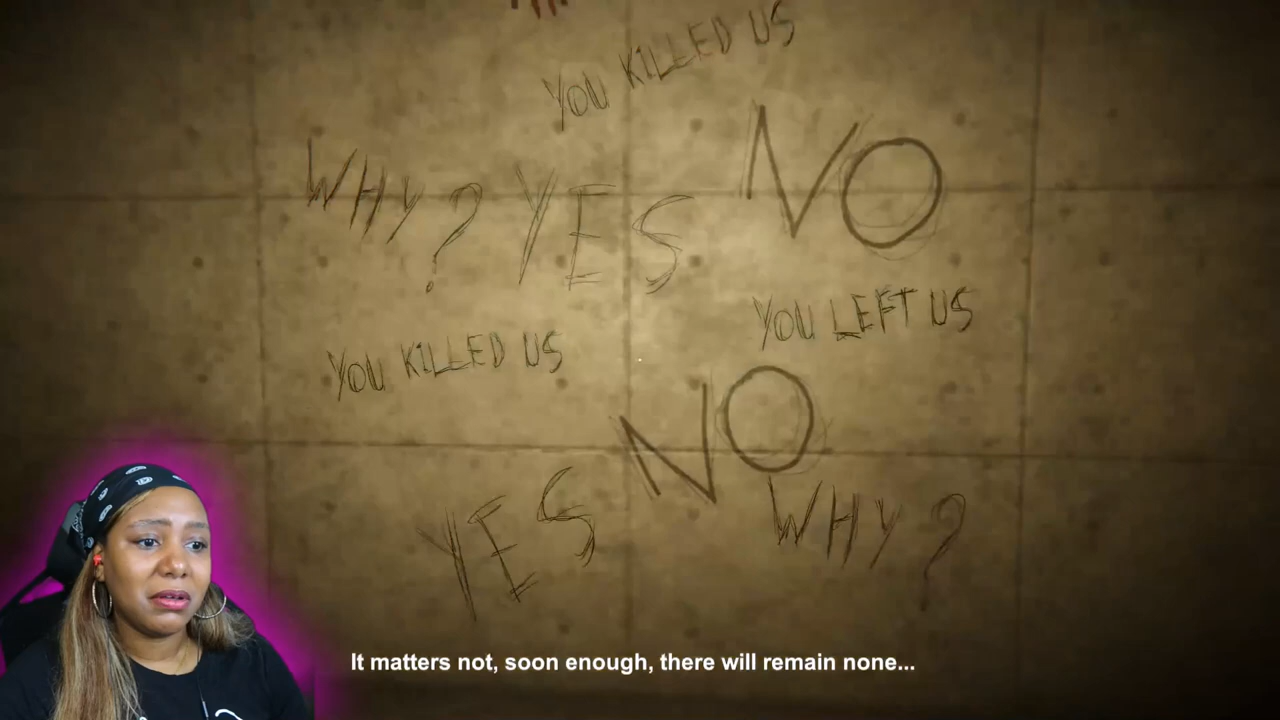 YOU KILLED US
NO
WHY? YES
YOU LEFT US
YOU KILLED US
NO
YES
WHY?
It matters not, soon enough, there will remain none...